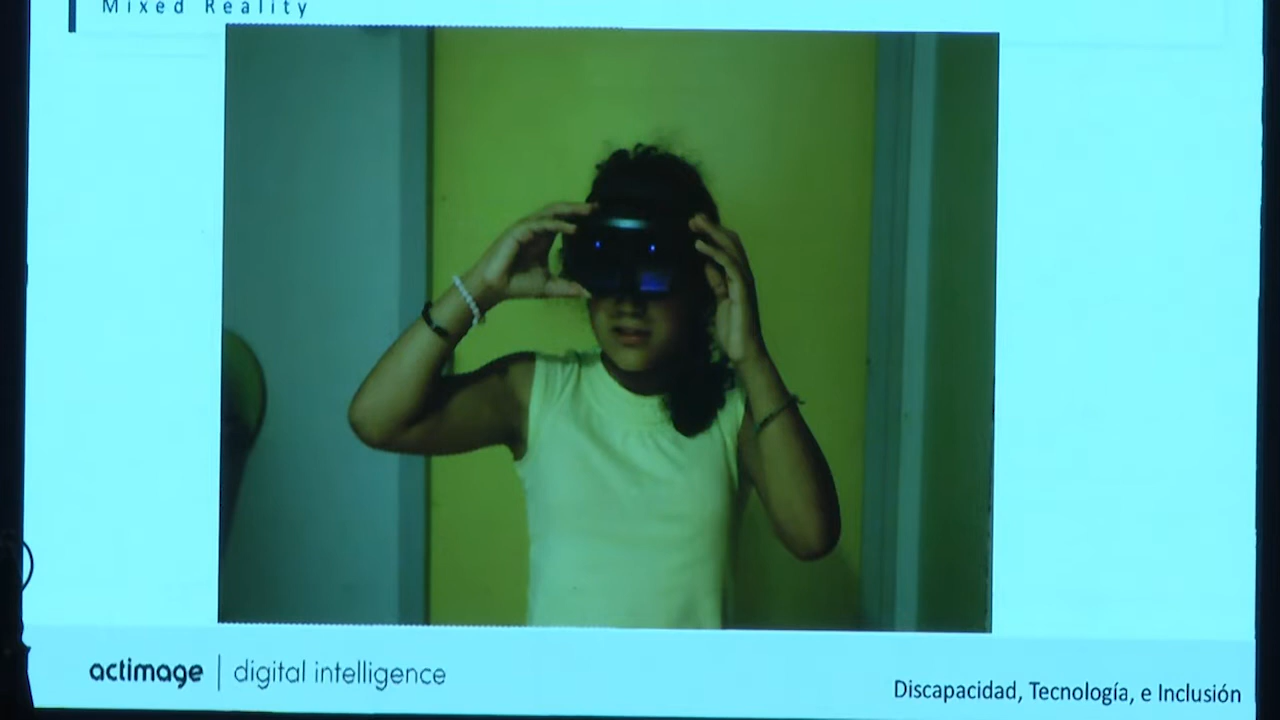 Mixed Reality
actimage | digital intelligence
Discapacidad, Tecnología, e Inclusión